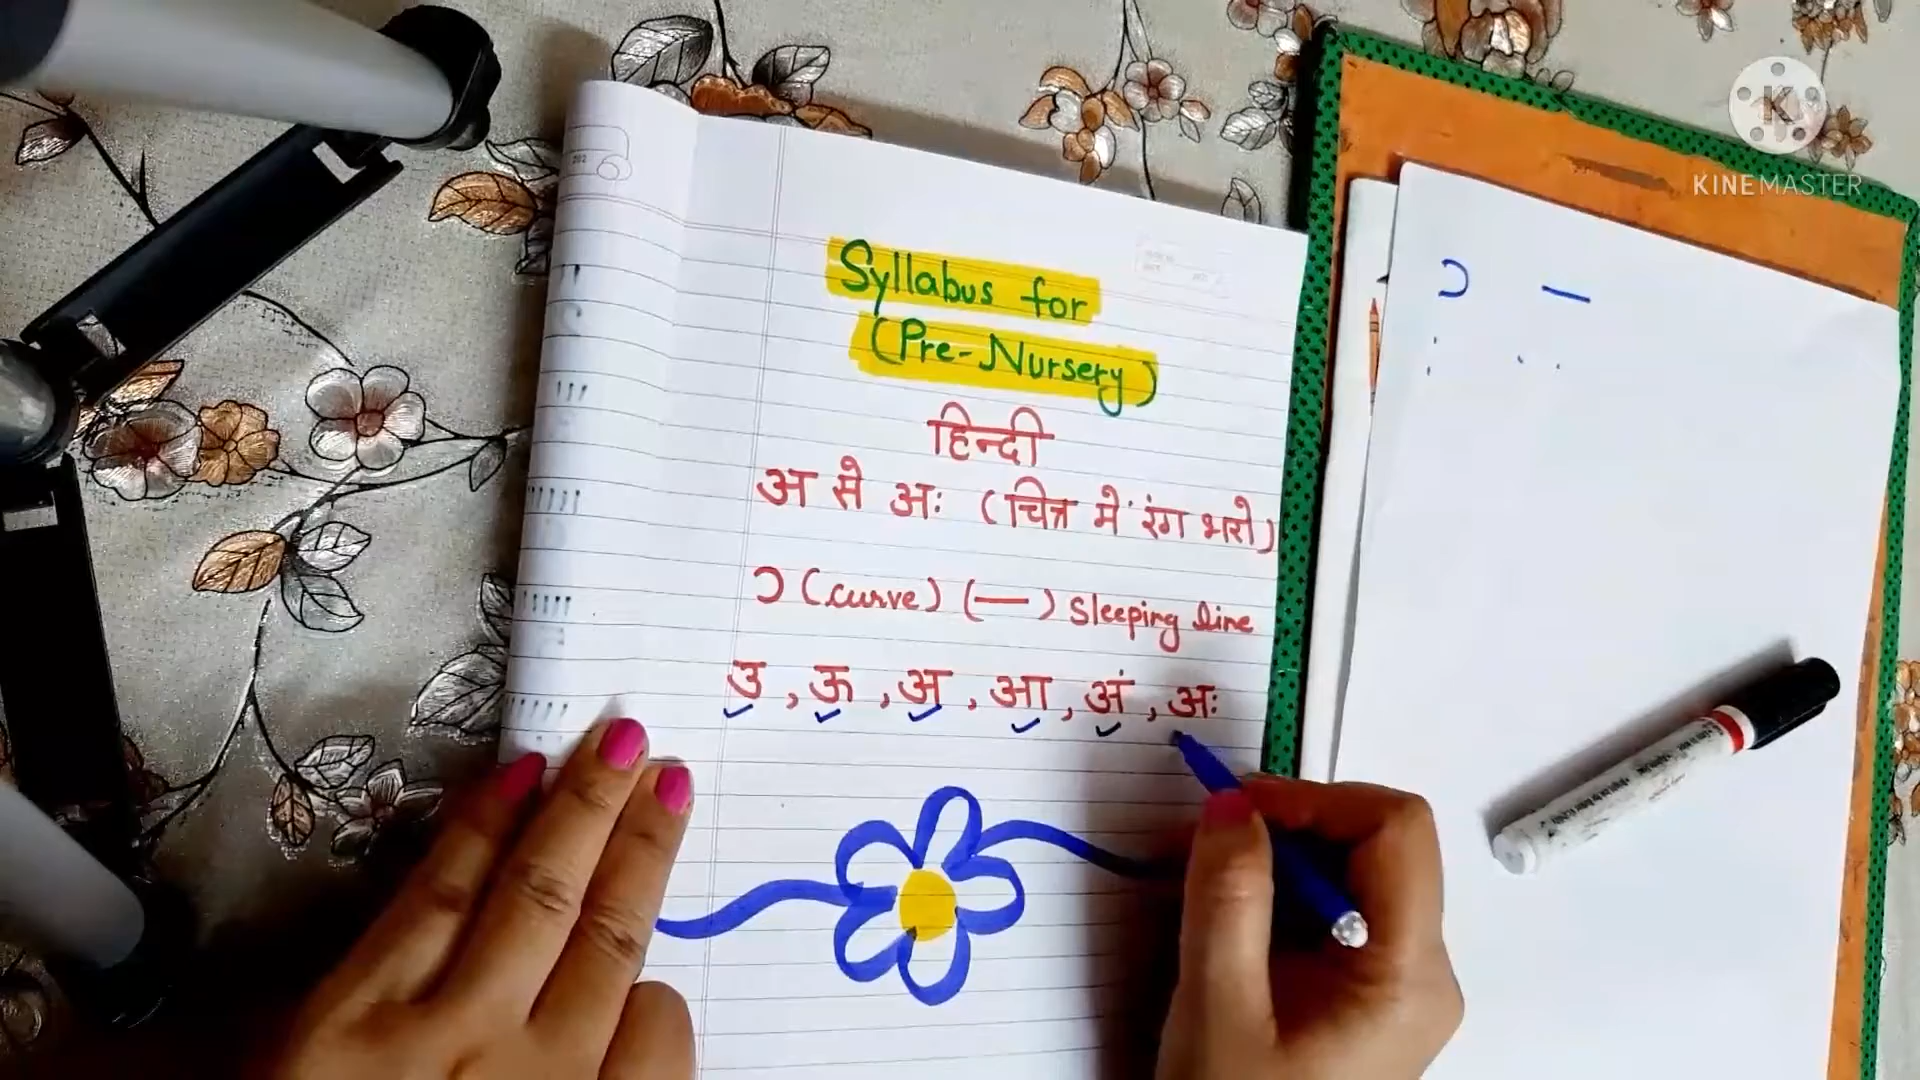 Syllabus for
(Pre-Nursery)
हिन्दी
अ से अः (चित्र में रंग भरो)
Ɔ (curve) (—) Sleeping line
उ, ऊ, अ, आ, अं, अः
K
KINEMASTER